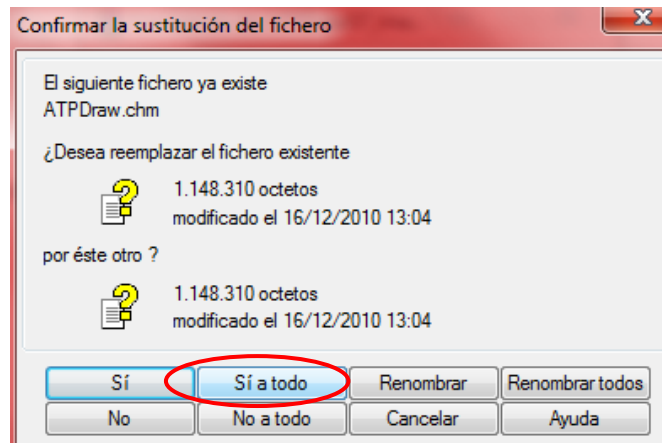 Confirmar la sustitución del fichero
El siguiente fichero ya existe
ATPDraw.chm
¿Desea reemplazar el fichero existente
1.148.310 octetos
modificado el 16/12/2010 13:04
por éste otro ?
1.148.310 octetos
modificado el 16/12/2010 13:04
Sí Sí a todo Renombrar Renombrar todos
No No a todo Cancelar Ayuda